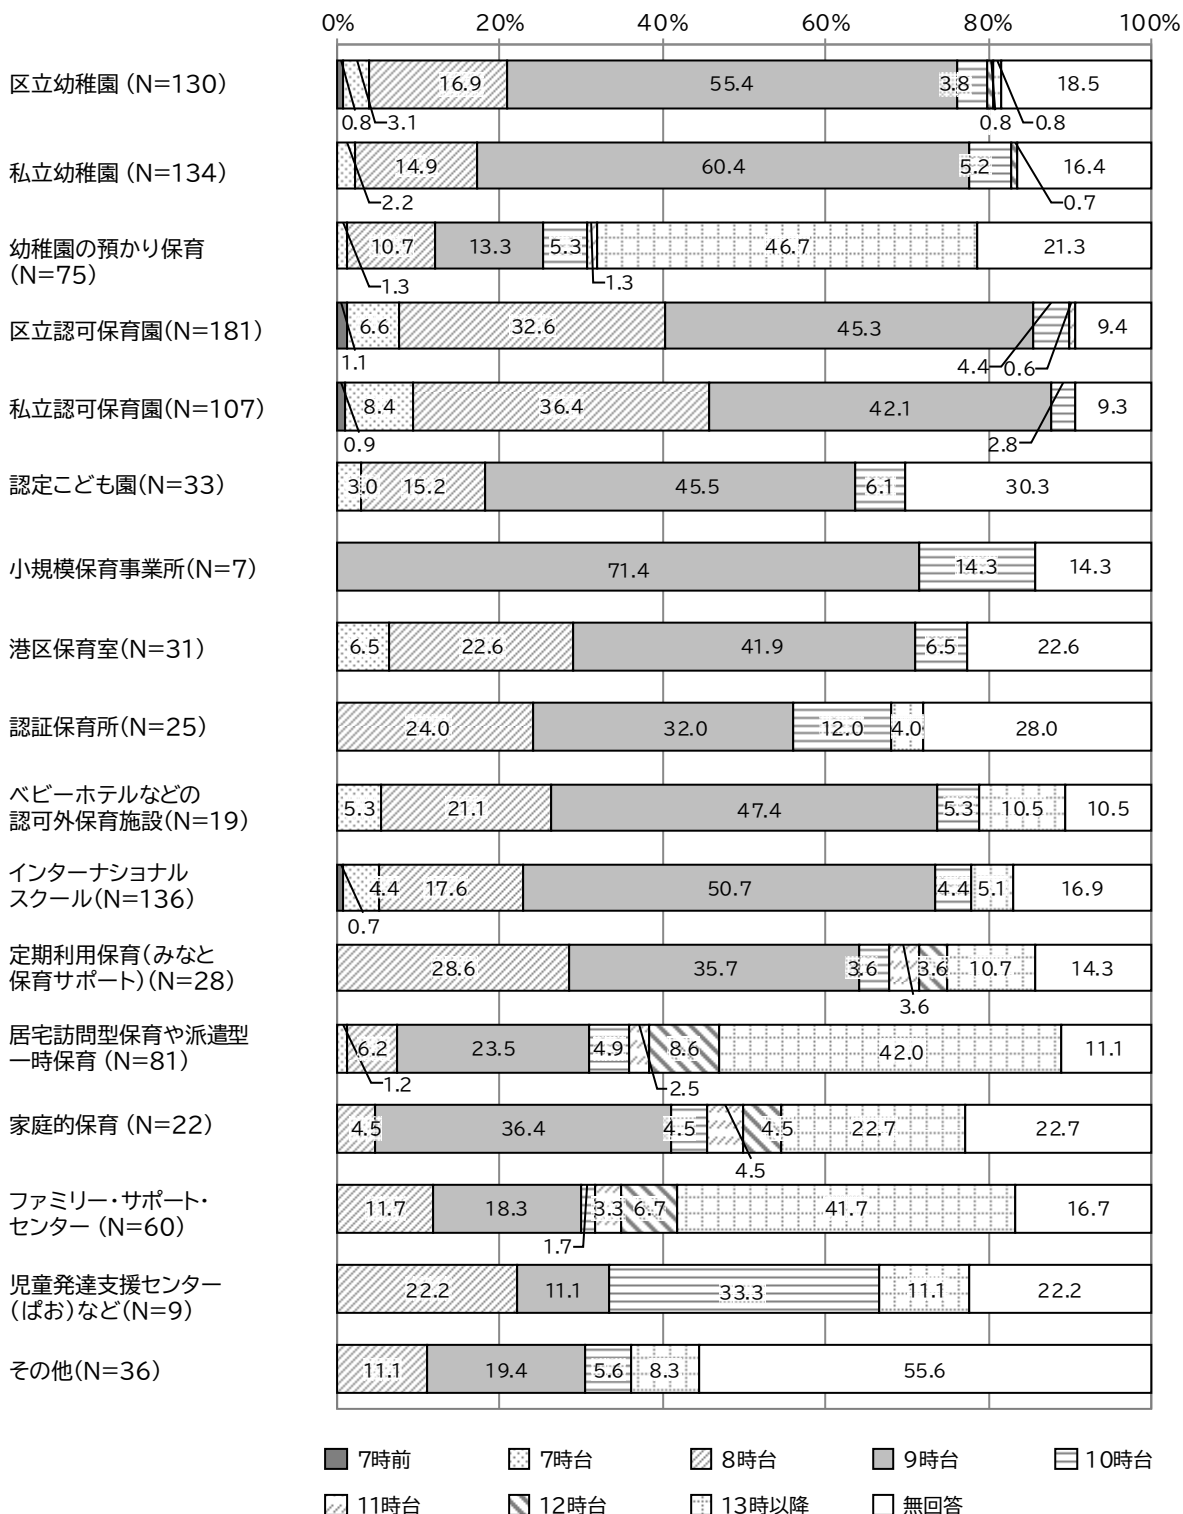 0% 20% 40% 60% 80% 100%
区立幼稚園 (N=130) 16.9 55.4 3.8 18.5
0.8 3.1 0.8 0.8
私立幼稚園 (N=134) 14.9 60.4 5.2 16.4
2.2 0.7
幼稚園の預かり保育 10.7 13.3 5.3 46.7 21.3
(N=75)
1.3 1.3
区立認可保育園(N=181) 6.6 32.6 45.3 9.4
1.1 4.4 0.6
私立認可保育園(N=107) 8.4 36.4 42.1 9.3
0.9 2.8
認定こども園(N=33) 3.0 15.2 45.5 6.1 30.3
小規模保育事業所(N=7) 71.4 14.3 14.3
港区保育室(N=31) 6.5 22.6 41.9 6.5 22.6
認証保育所(N=25) 24.0 32.0 12.0 4.0 28.0
ベビーホテルなどの
認可外保育施設(N=19) 5.3 21.1 47.4 5.3 10.5 10.5
インターナショナル
スクール(N=136) 4.4 17.6 50.7 4.4 5.1 16.9
0.7
定期利用保育(みなと
保育サポート)(N=28) 28.6 35.7 3.6 3.6 10.7 14.3
3.6
居宅訪問型保育や派遣型
一時保育 (N=81) 6.2 23.5 4.9 8.6 42.0 11.1
1.2 2.5
家庭的保育 (N=22) 4.5 36.4 4.5 4.5 22.7 22.7
4.5
ファミリー・サポート・
センター (N=60) 11.7 18.3 3.3 6.7 41.7 16.7
1.7
児童発達支援センター
(ぱお)など(N=9) 22.2 11.1 33.3 11.1 22.2
その他(N=36) 11.1 19.4 5.6 8.3 55.6
7時前 7時台 8時台 9時台 10時台
11時台 12時台 13時以降 無回答